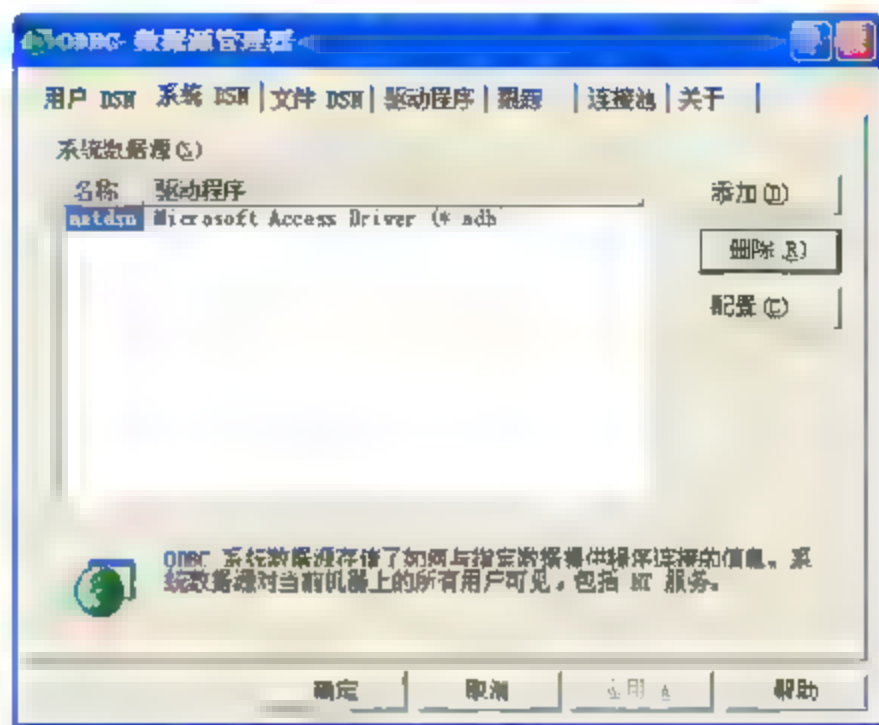 ODBC 数据源管理器
用户 DSN 系统 DSN 文件 DSN 驱动程序 跟踪 连接池 关于
系统数据源(S)
名称 驱动程序
Microsoft Access Driver (*.mdb
添加(D)
删除(R)
配置(C)
ODBC 系统数据源存储了如何与指定数据提供程序连接的信息。系
统数据源对当前机器上的所有用户可见，包括 NT 服务。
确定 取消 应用(A) 帮助